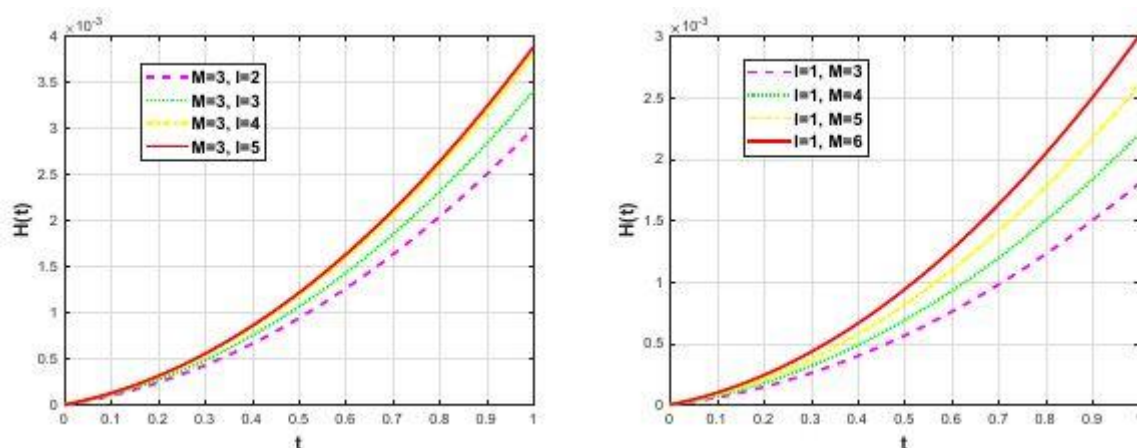 ×10⁻³
4
3.5
3
2.5
2
1.5
1
0.5
0
H(t)
M=3, I=2
M=3, I=3
M=3, I=4
M=3, I=5
0 0.1 0.2 0.3 0.4 0.5 0.6 0.7 0.8 0.9 1
t
×10⁻³
3
2.5
2
1.5
1
0.5
0
H(t)
I=1, M=3
I=1, M=4
I=1, M=5
I=1, M=6
0 0.1 0.2 0.3 0.4 0.5 0.6 0.7 0.8 0.9
t